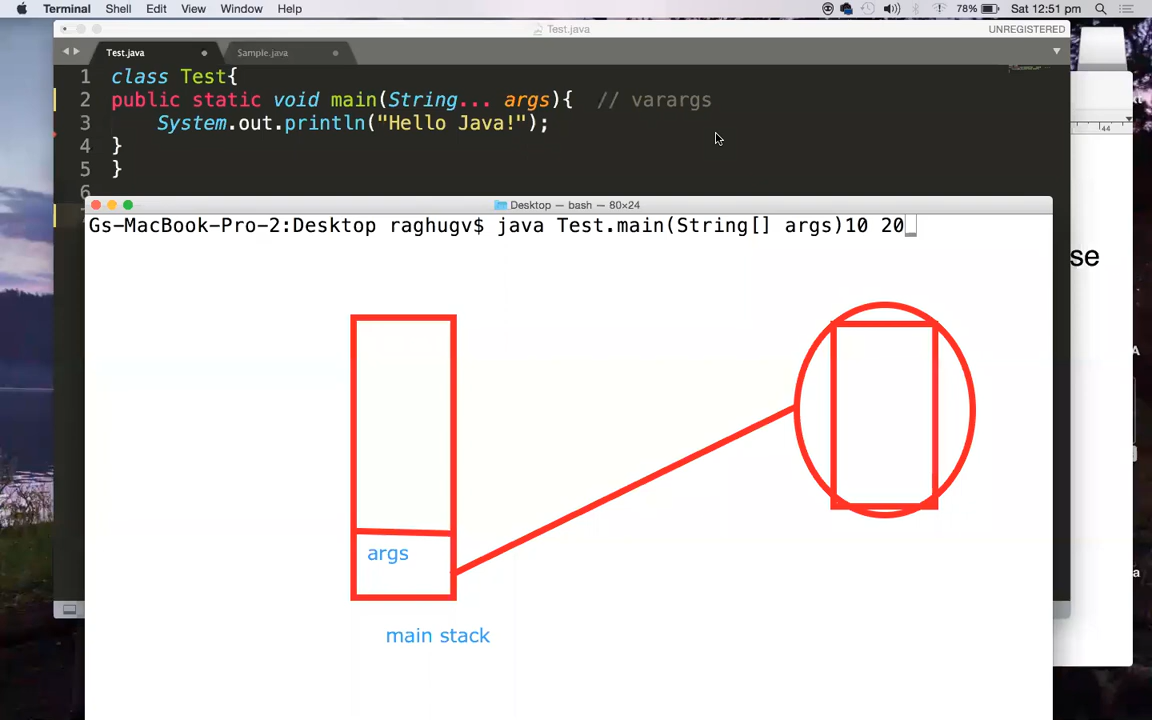 Terminal Shell Edit View Window Help 78% Sat 12:51 pm
Test.java UNREGISTERED
Test.java Sample.java
1 class Test{
2 public static void main(String... args){ // varargs
3 System.out.println("Hello Java!");
4 }
5 }
6
44
Desktop — bash — 80×24
Gs-MacBook-Pro-2:Desktop raghugv$ java Test.main(String[] args)10 20
se
A
args
a
main stack